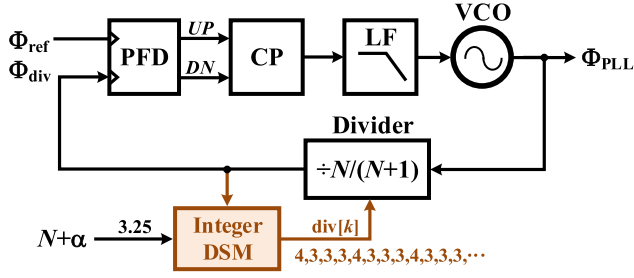 VCO
Φref
UP
LF
PFD
CP
ΦPLL
Φdiv
DN
Divider
÷N/(N+1)
N+α
3.25
Integer
DSM
div[k]
4,3,3,3,4,3,3,3,4,3,3,3,···